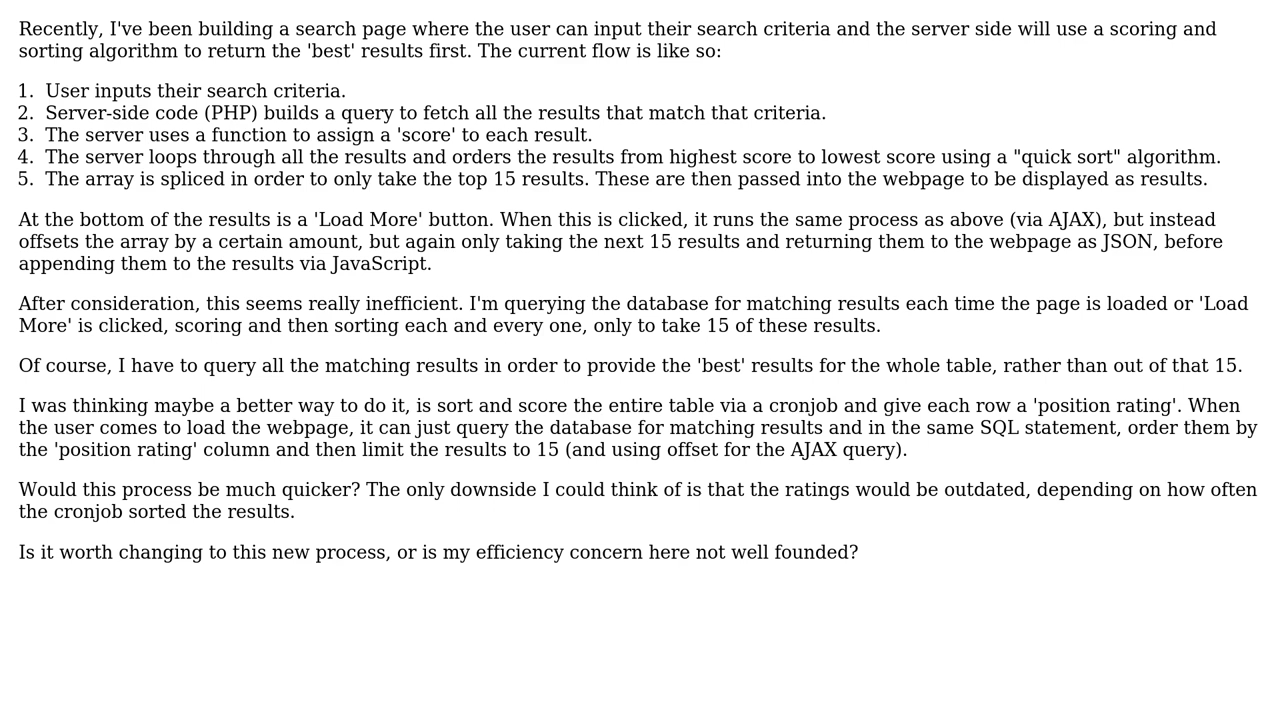 Recently, I've been building a search page where the user can input their search criteria and the server side will use a scoring and
sorting algorithm to return the 'best' results first. The current flow is like so:
1. User inputs their search criteria.
2. Server-side code (PHP) builds a query to fetch all the results that match that criteria.
3. The server uses a function to assign a 'score' to each result.
4. The server loops through all the results and orders the results from highest score to lowest score using a "quick sort" algorithm.
5. The array is spliced in order to only take the top 15 results. These are then passed into the webpage to be displayed as results.
At the bottom of the results is a 'Load More' button. When this is clicked, it runs the same process as above (via AJAX), but instead
offsets the array by a certain amount, but again only taking the next 15 results and returning them to the webpage as JSON, before
appending them to the results via JavaScript.
After consideration, this seems really inefficient. I'm querying the database for matching results each time the page is loaded or 'Load
More' is clicked, scoring and then sorting each and every one, only to take 15 of these results.
Of course, I have to query all the matching results in order to provide the 'best' results for the whole table, rather than out of that 15.
I was thinking maybe a better way to do it, is sort and score the entire table via a cronjob and give each row a 'position rating'. When
the user comes to load the webpage, it can just query the database for matching results and in the same SQL statement, order them by
the 'position rating' column and then limit the results to 15 (and using offset for the AJAX query).
Would this process be much quicker? The only downside I could think of is that the ratings would be outdated, depending on how often
the cronjob sorted the results.
Is it worth changing to this new process, or is my efficiency concern here not well founded?